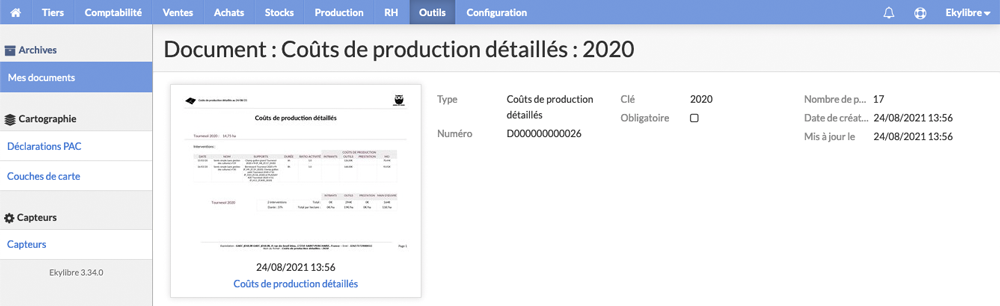 Tiers Comptabilité Ventes Achats Stocks Production RH Outils Configuration Ekylibre
Archives
Mes documents
Cartographie
Déclarations PAC
Couches de carte
Capteurs
Capteurs
Ekylibre 3.34.0
Document : Coûts de production détaillés : 2020
Coûts de production détaillés
Tournesol 2020 :
Interventions :
24/08/2021 13:56
Coûts de production détaillés
Type Coûts de production détaillés
Numéro D000000000026
Clé 2020
Obligatoire
Nombre de p... 17
Date de créat... 24/08/2021 13:56
Mis à jour le 24/08/2021 13:56